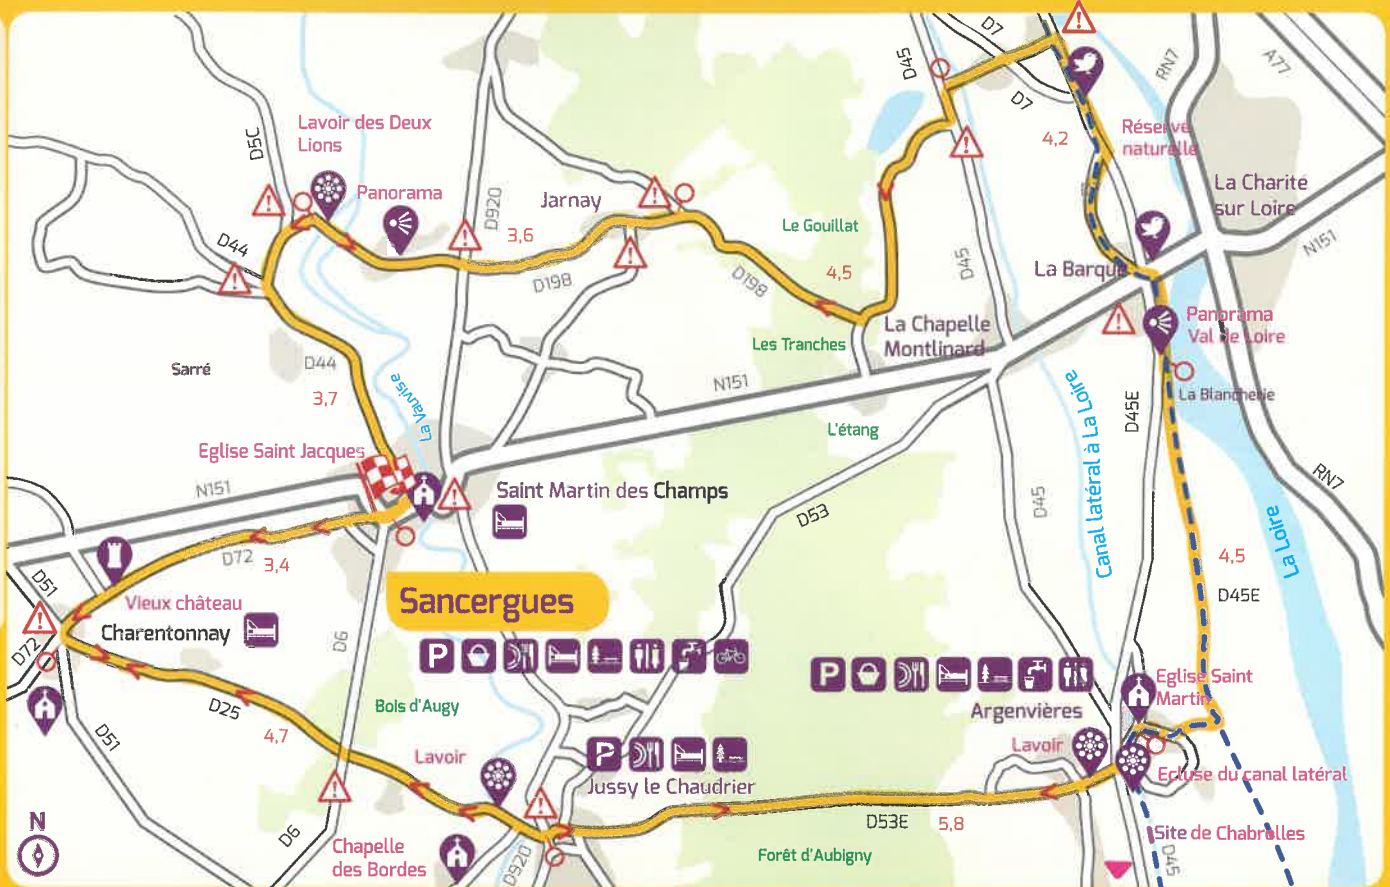 D7
D45
RN7
A77
D7
Lavoir des Deux
Lions
D5C
4,2
Réserve
naturelle
Panorama
D920
Jarnay
La Charité
sur Loire
3,6
Le Gouillat
D44
N151
D45
4,5
La Barque
D198
D198
La Chapelle
Montlinard
Panorama
Val de Loire
Les Tranches
Sarré
D44
3,7
N151
La Blancherie
La Vauvise
D45E
L'étang
Canal latéral à La Loire
Eglise Saint Jacques
N151
Saint Martin des Champs
RN7
D45
D53
La Loire
D72
3,4
4,5
D51
D45E
Vieux château
Charentonnay
Sancergues
D72
D6
P
P
Eglise Saint
Martin
D25
Bois d'Augy
Argenvières
4,7
D51
Lavoir
P
Lavoir
Jussy le Chaudrier
Ecluse du canal latéral
N
D6
D53E
5,8
Site de Chabrolles
Chapelle
des Bordes
D920
Forêt d'Aubigny
D45